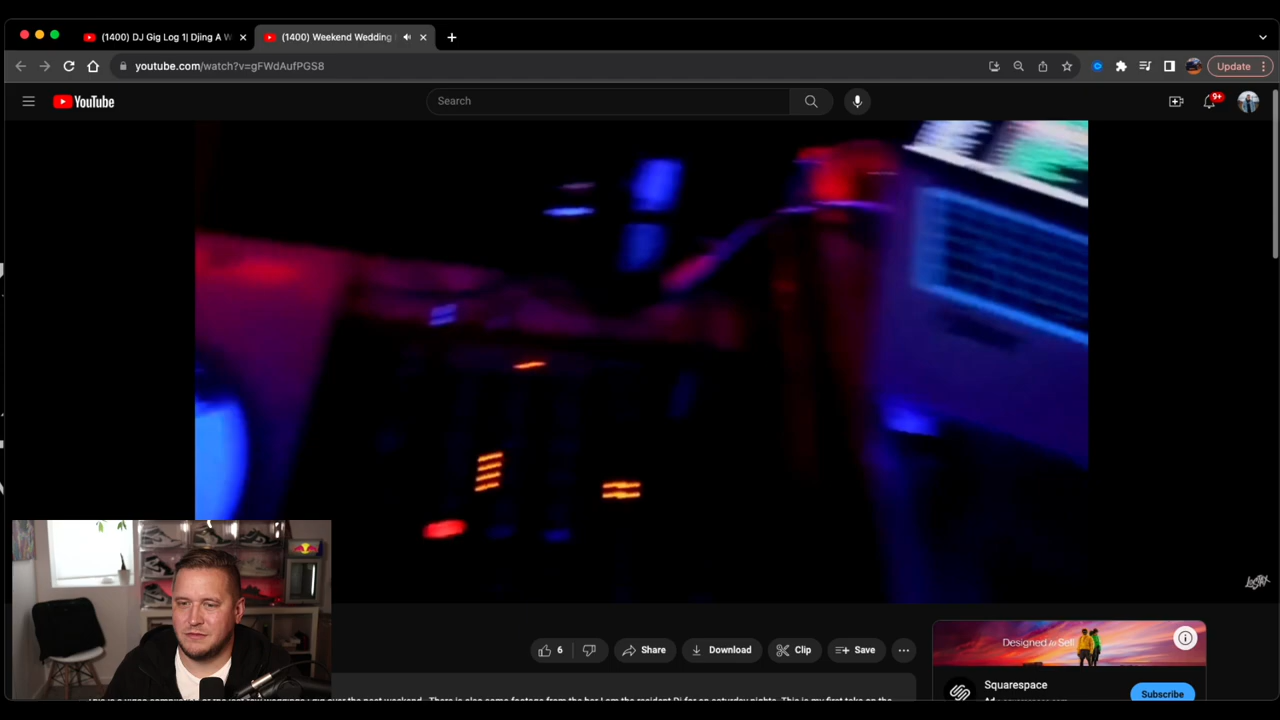 (1400) DJ Gig Log 1| Djing A W
(1400) Weekend Wedding
youtube.com/watch?v=gFWdAufPGS8
Update
YouTube
Search
9+
6
Share
Download
Clip
Save
Designed to Sell
Squarespace
Subscribe